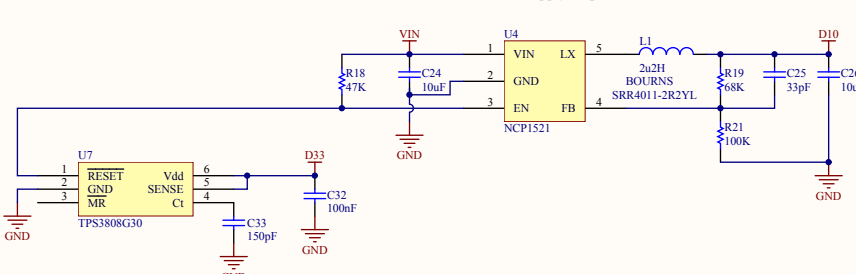 VIN
U4
L1
D10
1
VIN
LX
5
R18
47K
C24
10uF
2
GND
2u2H
BOURNS
SRR4011-2R2YL
R19
68K
C25
33pF
3
EN
FB
4
NCP1521
R21
100K
GND
GND
U7
D33
1
RESET
Vdd
6
2
GND
SENSE
5
3
MR
Ct
4
TPS3808G30
C32
100nF
C33
150pF
GND
GND